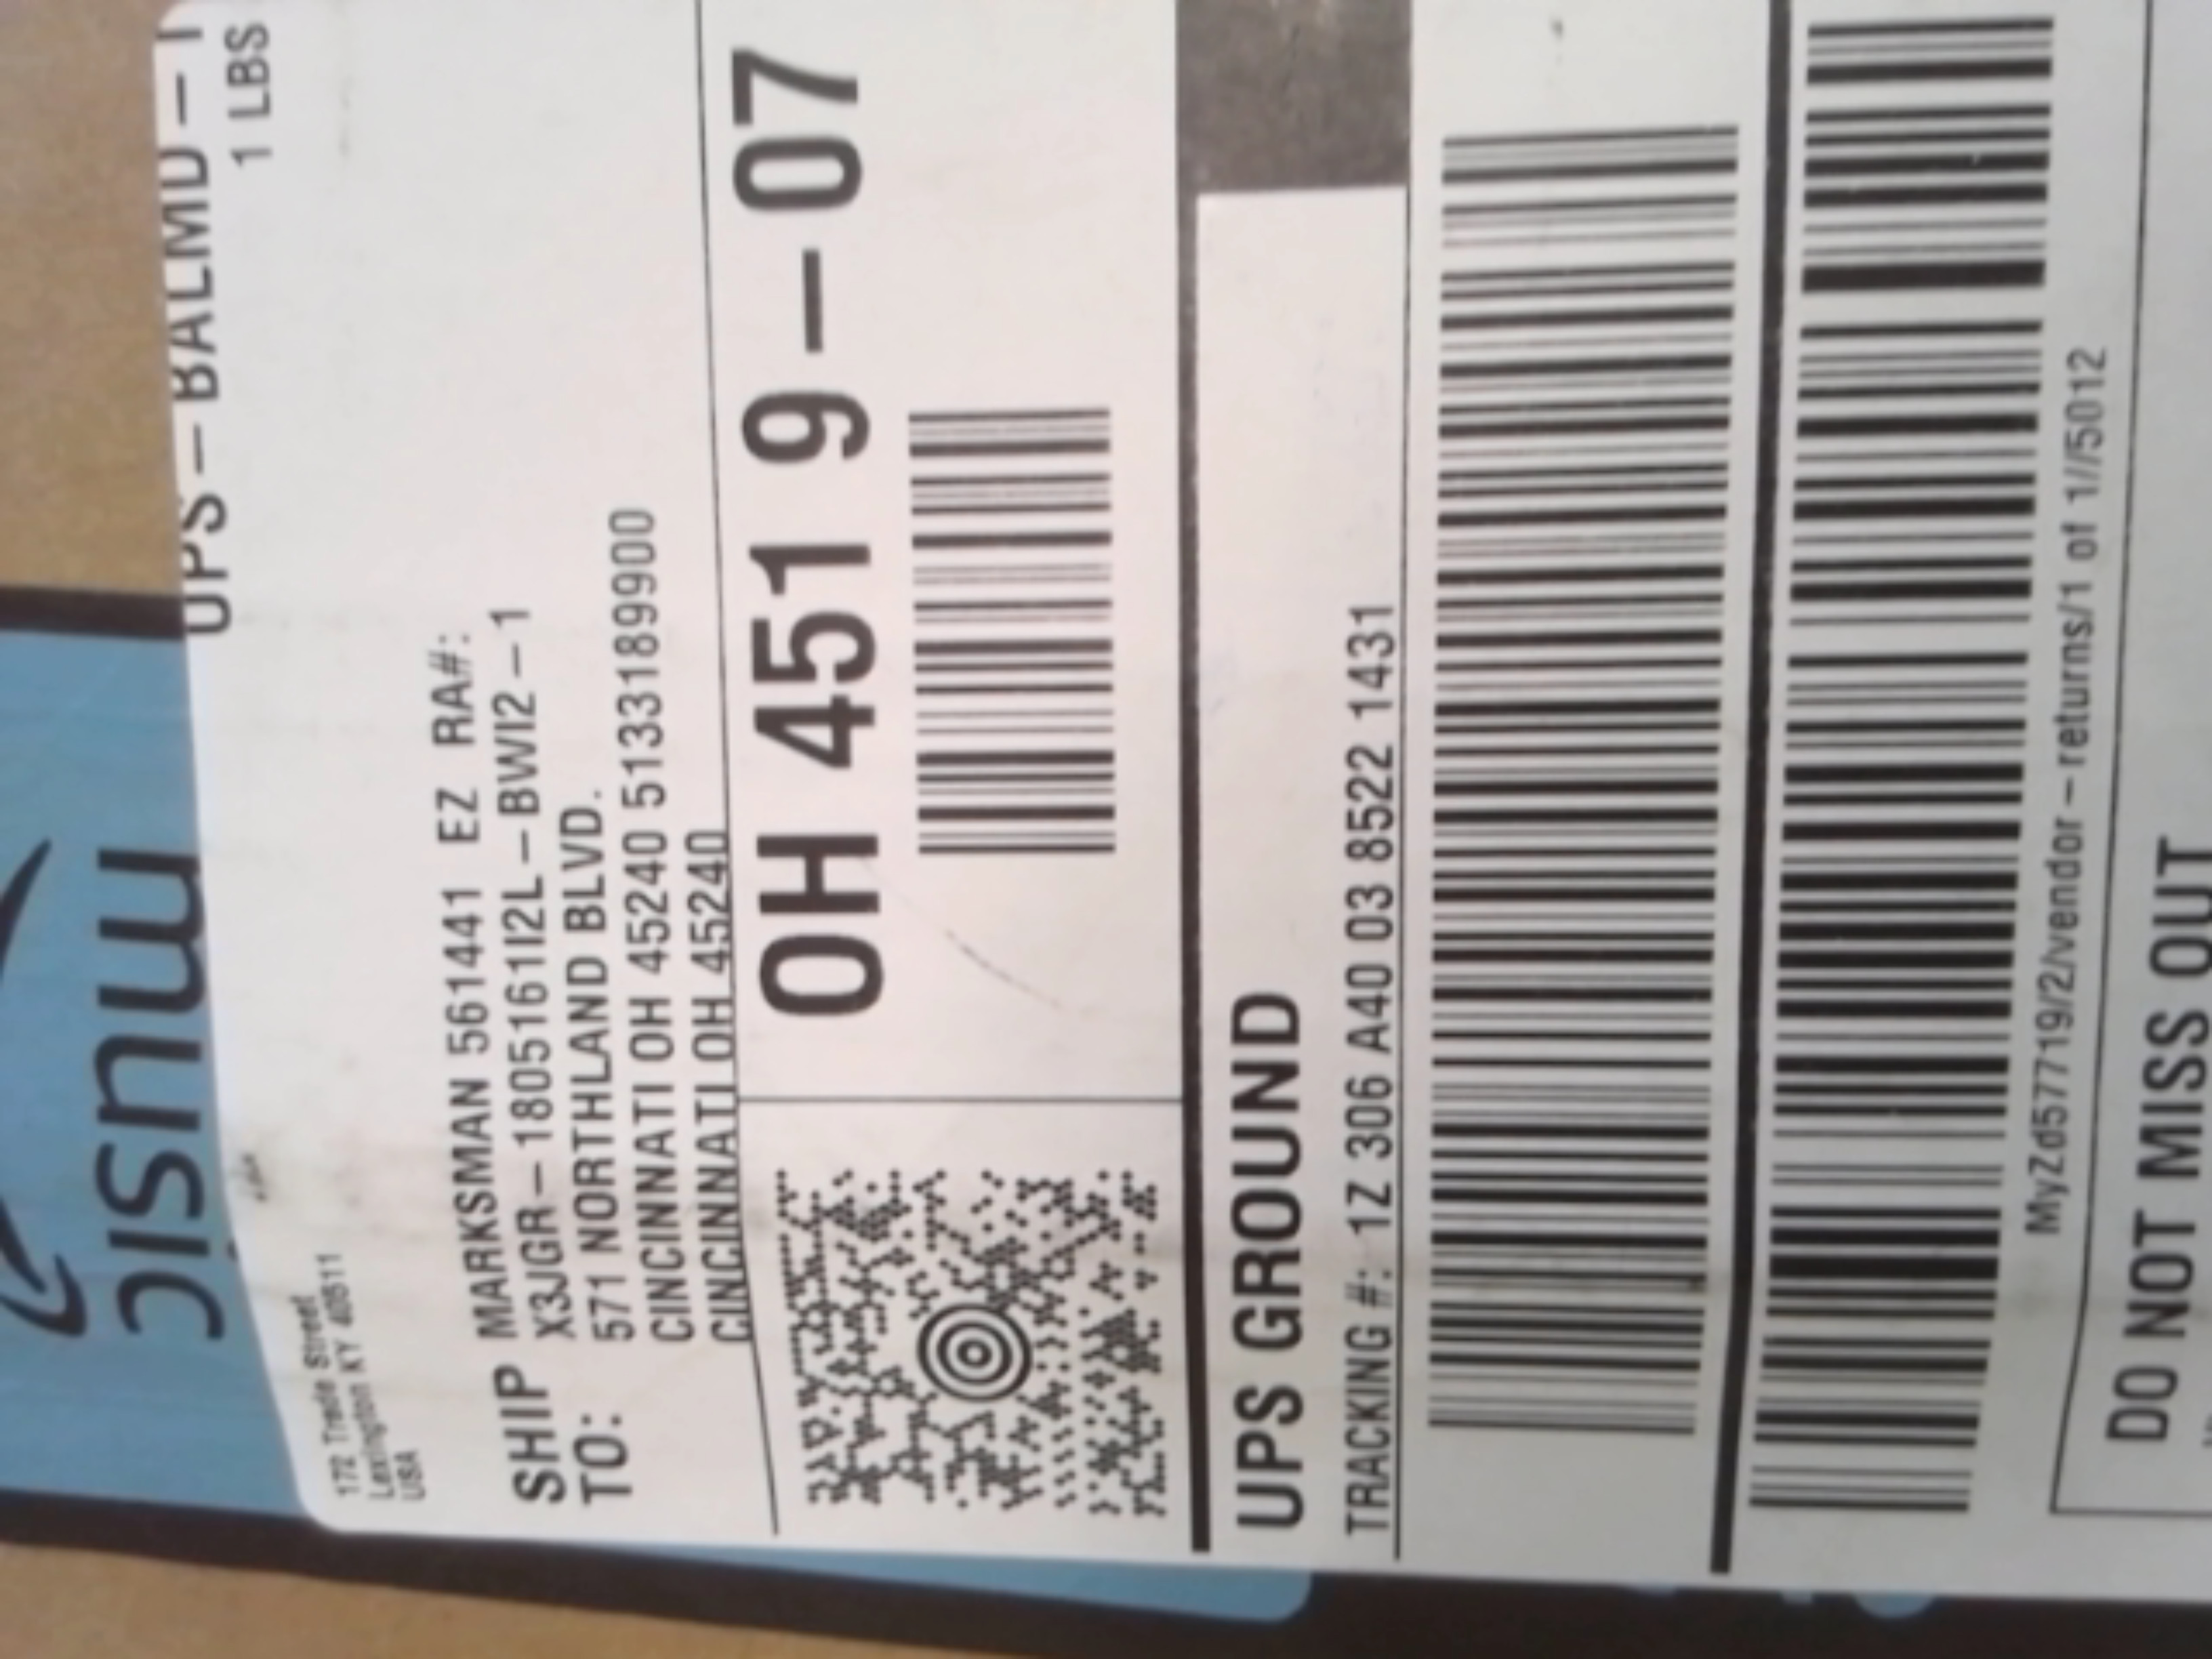 music
UPS-BALMD-1
1 LBS
172 Trade Street
Lexington KY 40511
USA
SHIP TO:
MARKSMAN 561441 EZ RA#:
X3JGR-1805161I2L-BWI2-1
571 NORTHLAND BLVD.
CINCINNATI OH 45240 5133189900
CINCINNATI OH 45240
OH 451 9-07
UPS GROUND
TRACKING #: 1Z 306 A40 03 8522 1431
MyZd57719/2/vendor-returns/1 of 1//5012
DO NOT MISS OUT